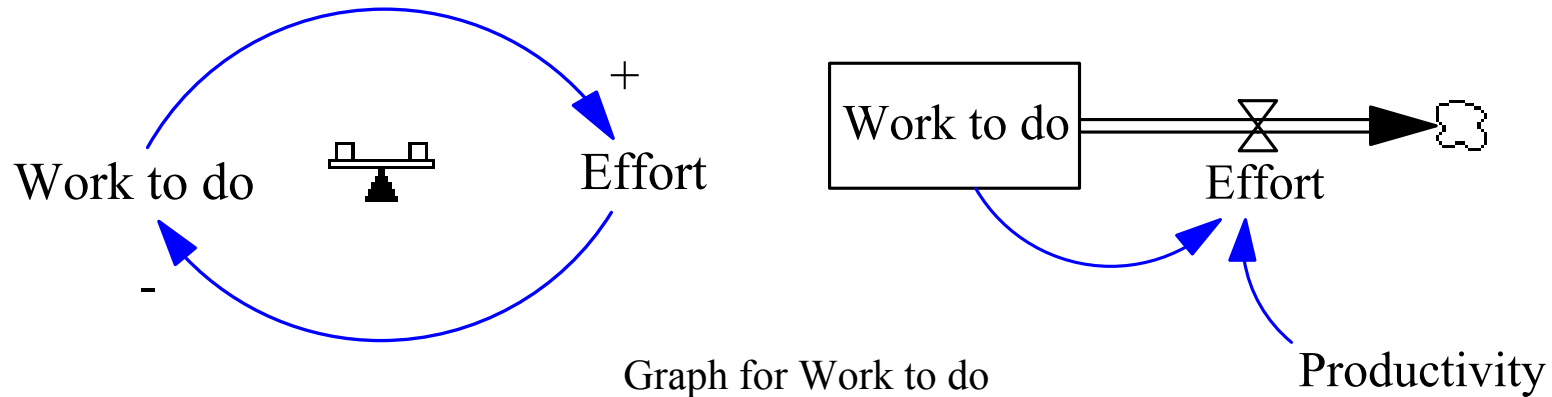 +
Work to do
Effort
-
Work to do
Effort
Productivity
Graph for Work to do